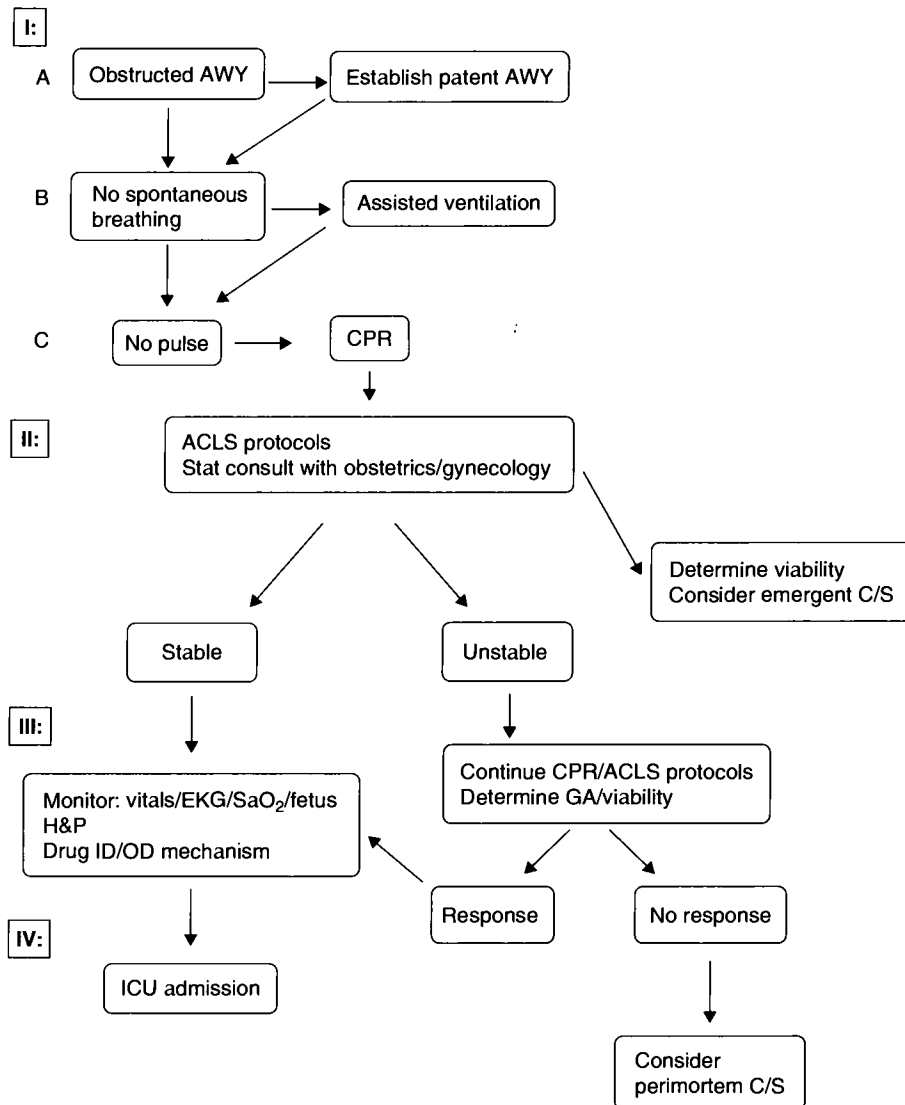 I:
A
Obstructed AWY
Establish patent AWY
B
No spontaneous
breathing
Assisted ventilation
C
No pulse
CPR
II:
ACLS protocols
Stat consult with obstetrics/gynecology
Determine viability
Consider emergent C/S
Stable
Unstable
III:
Monitor: vitals/EKG/SaO₂/fetus
H&P
Drug ID/OD mechanism
Continue CPR/ACLS protocols
Determine GA/viability
Response
No response
IV:
ICU admission
Consider
perimortem C/S